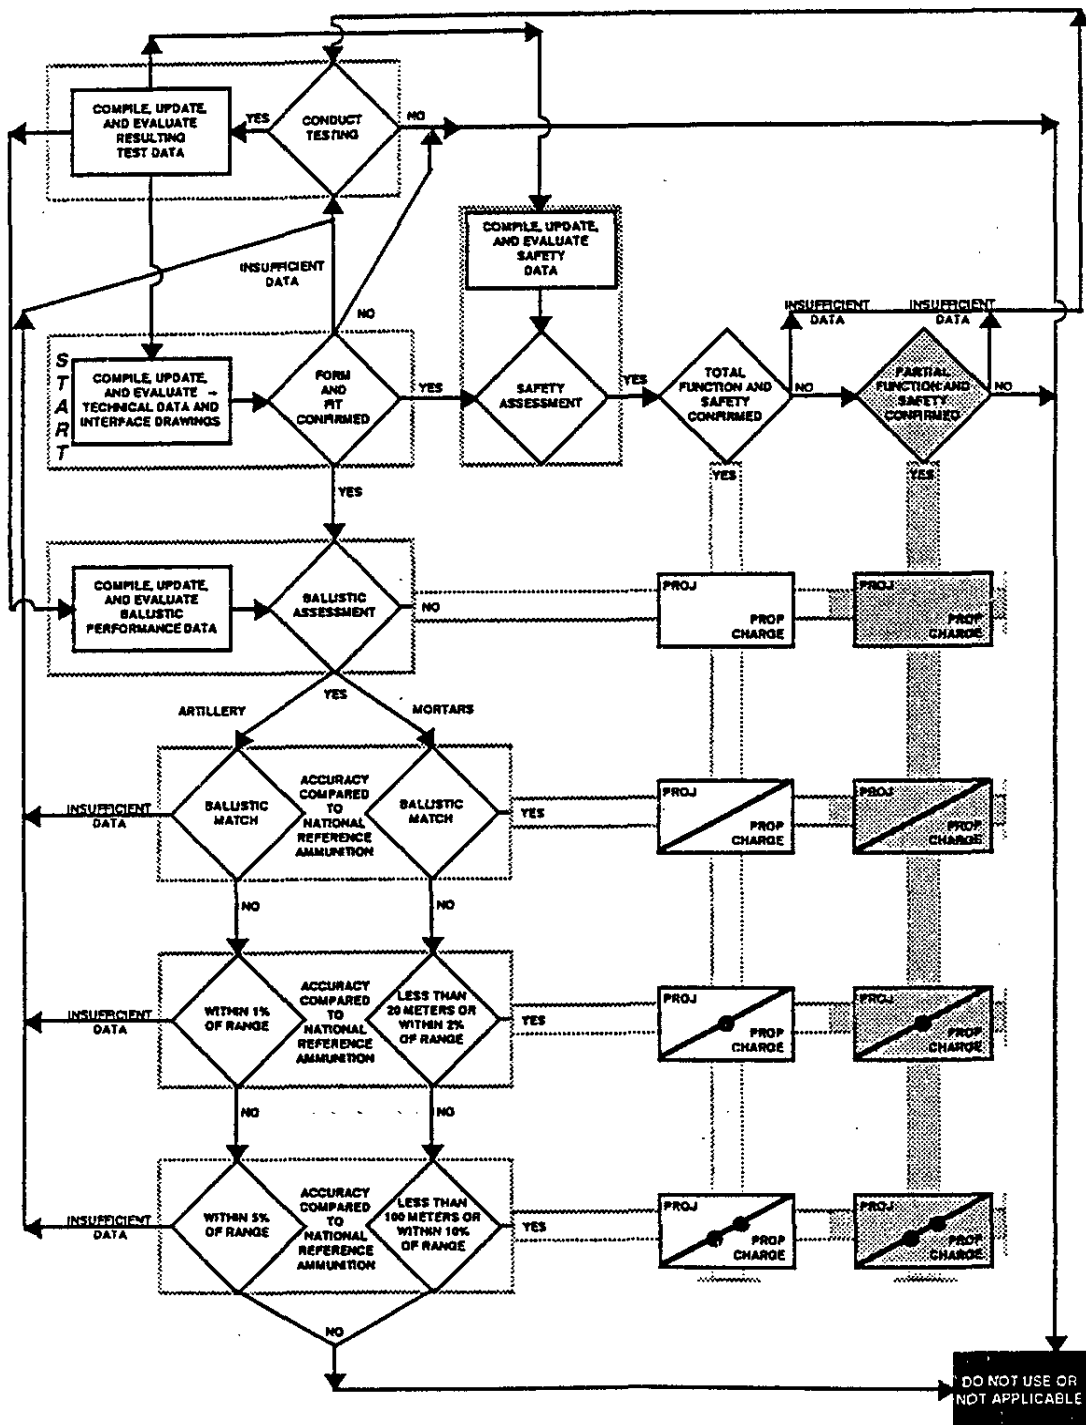 COMPILE, UPDATE,
AND EVALUATE
RESULTING
TEST DATA
YES
CONDUCT
TESTING
NO
COMPILE, UPDATE,
AND EVALUATE
SAFETY
DATA
INSUFFICIENT
DATA
NO
INSUFFICIENT
DATA
INSUFFICIENT
DATA
START
COMPILE, UPDATE,
AND EVALUATE
TECHNICAL DATA AND
INTERFACE DRAWINGS
FORM
AND
FIT
CONFIRMED
YES
SAFETY
ASSESSMENT
YES
TOTAL
FUNCTION AND
SAFETY
CONFIRMED
NO
PARTIAL
FUNCTION AND
SAFETY
CONFIRMED
NO
YES
YES
YES
COMPILE, UPDATE,
AND EVALUATE
BALLISTIC
PERFORMANCE DATA
BALLISTIC
ASSESSMENT
NO
PROJ
PROP
CHARGE
PROJ
PROP
CHARGE
YES
ARTILLERY
MORTARS
INSUFFICIENT
DATA
BALLISTIC
MATCH
ACCURACY
COMPARED
TO
NATIONAL
REFERENCE
AMMUNITION
BALLISTIC
MATCH
YES
PROJ
PROP
CHARGE
PROJ
PROP
CHARGE
NO
NO
INSUFFICIENT
DATA
WITHIN 1%
OF RANGE
ACCURACY
COMPARED
TO
NATIONAL
REFERENCE
AMMUNITION
LESS THAN
20 METERS OR
WITHIN 2%
OF RANGE
YES
PROJ
PROP
CHARGE
PROJ
PROP
CHARGE
NO
NO
INSUFFICIENT
DATA
WITHIN 5%
OF RANGE
ACCURACY
COMPARED
TO
NATIONAL
REFERENCE
AMMUNITION
LESS THAN
100 METERS OR
WITHIN 10%
OF RANGE
YES
PROJ
PROP
CHARGE
PROJ
PROP
CHARGE
NO
DO NOT USE OR
NOT APPLICABLE